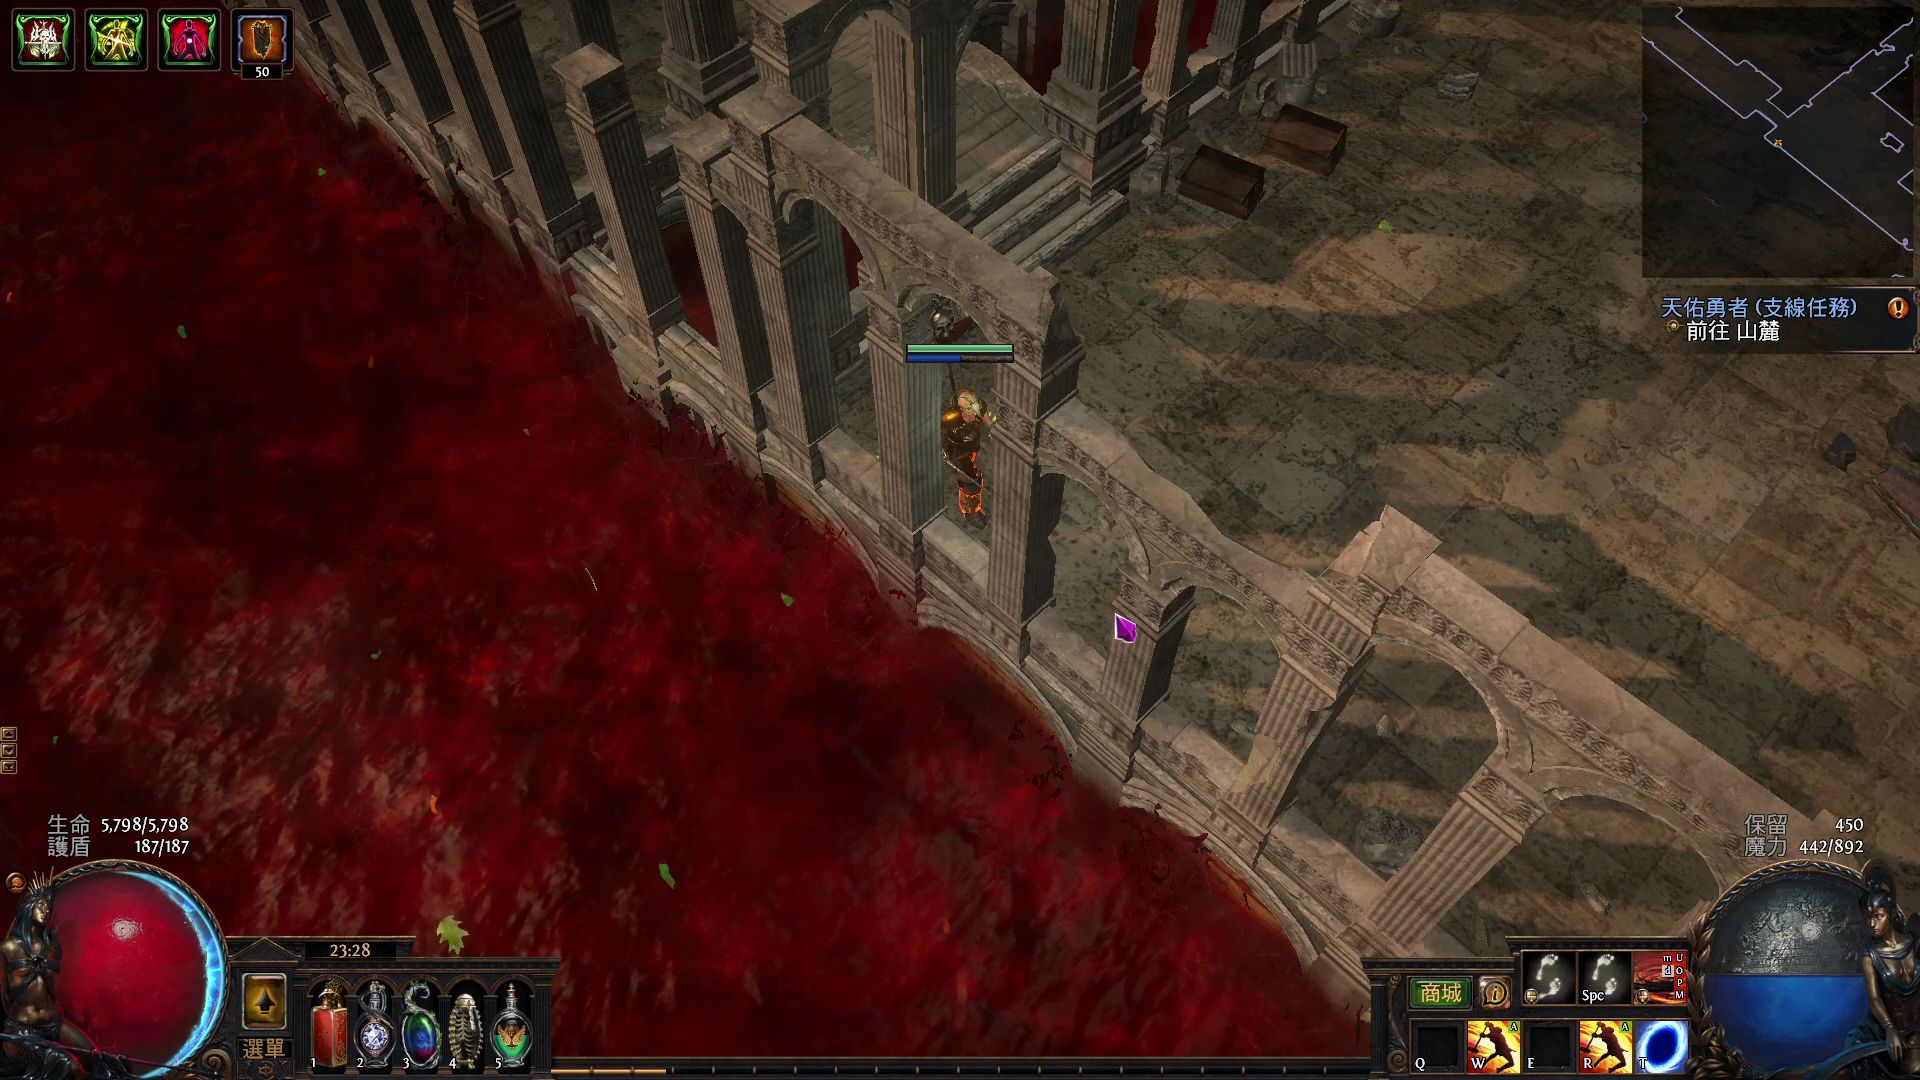 50
天佑勇者 (支線任務)
前往 山麓
生命 5,798/5,798
護盾 187/187
保留 450
魔力 442/892
23:28
選單
1
2
3
4
5
商城
Spc
m U
d O
P
M
Q
W A
E
R A
T